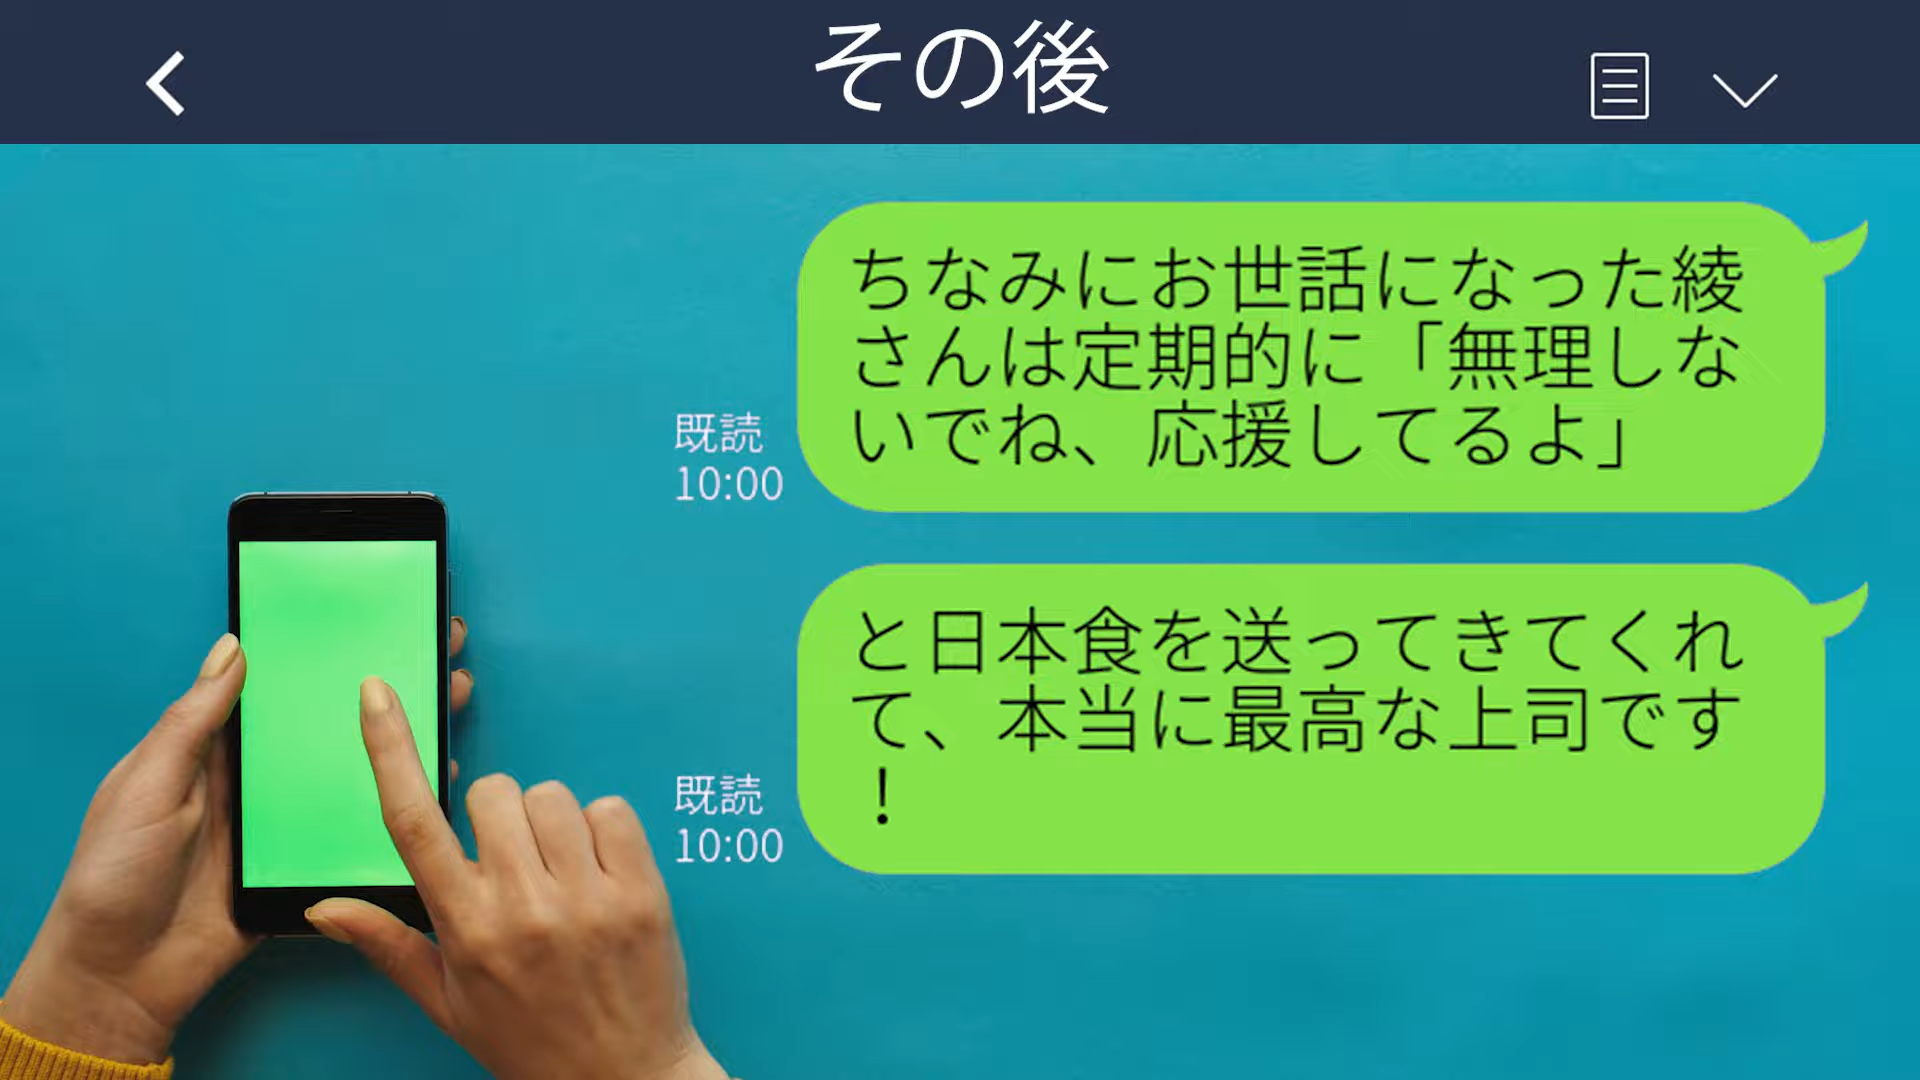 その後
ちなみにお世話になった綾
さんは定期的に「無理しな
いでね、応援してるよ」
既読
10:00
と日本食を送ってきてくれ
て、本当に最高な上司です
！
既読
10:00